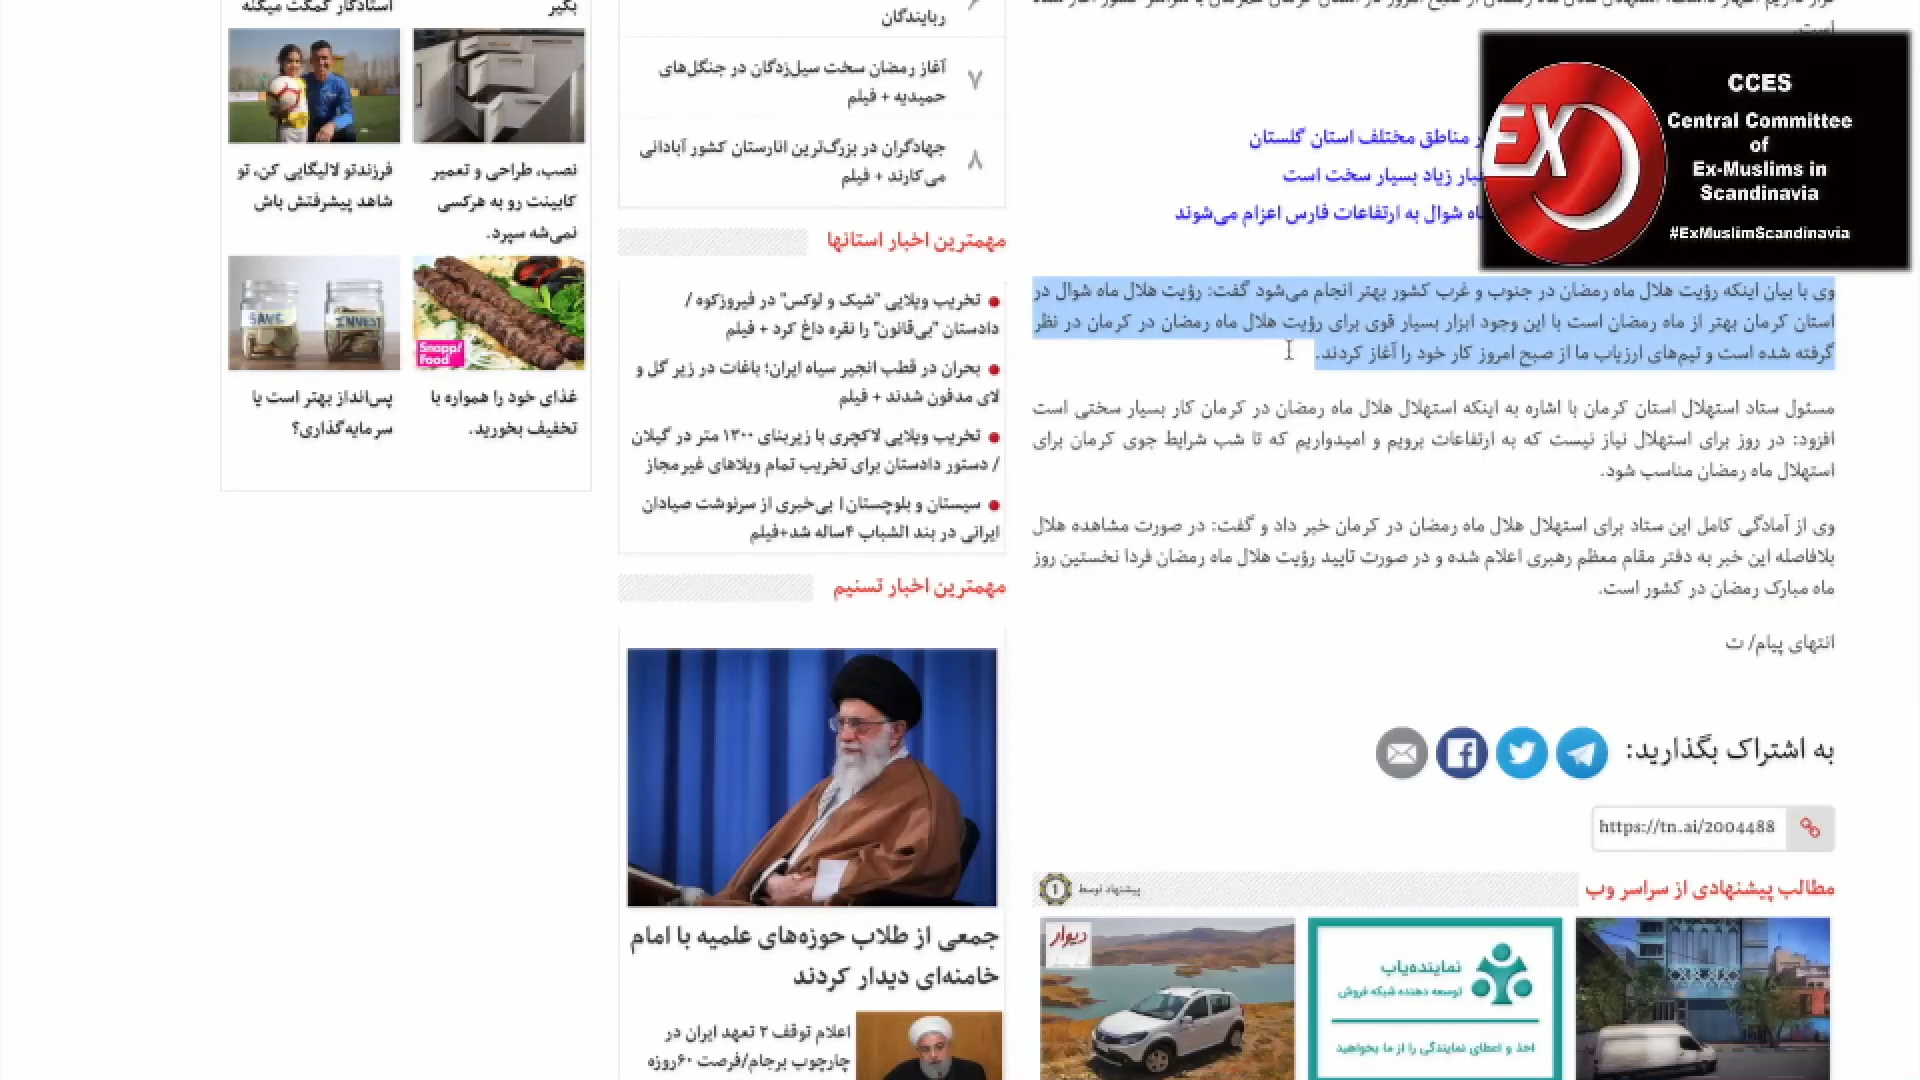 است.
ر مناطق مختلف استان گلستان
یار زیاد بسیار سخت است
اه شوال به ارتفاعات فارس اعزام می‌شوند
CCES
Central Committee
of
Ex-Muslims in
Scandinavia
#ExMuslimScandinavia
EX
وی با بیان اینکه رؤیت هلال ماه رمضان در جنوب و غرب کشور بهتر انجام می‌شود گفت: رؤیت هلال ماه شوال در
استان کرمان بهتر از ماه رمضان است با این وجود ابزار بسیار قوی برای رؤیت هلال ماه رمضان در کرمان در نظر
گرفته شده است و تیم‌های ارزیاب ما از صبح امروز کار خود را آغاز کردند.
مسئول ستاد استهلال استان کرمان با اشاره به اینکه استهلال هلال ماه رمضان در کرمان کار بسیار سختی است
افزود: در روز برای استهلال نیاز نیست که به ارتفاعات برویم و امیدواریم که تا شب شرایط جوی کرمان برای
استهلال ماه رمضان مناسب شود.
وی از آمادگی کامل این ستاد برای استهلال هلال ماه رمضان در کرمان خبر داد و گفت: در صورت مشاهده هلال
بلافاصله این خبر به دفتر مقام معظم رهبری اعلام شده و در صورت تایید رؤیت هلال ماه رمضان فردا نخستین روز
ماه مبارک رمضان در کشور است.
انتهای پیام/ ت
به اشتراک بگذارید:
https://tn.ai/2004488
مطالب پیشنهادی از سراسر وب
پیشنهاد توسط
دیوار
نماینده‌یاب
توسعه دهنده شبکه فروش
اخذ و اعطای نمایندگی را از ما بخواهید
ربایندگان
۷
آغاز رمضان سخت سیل‌زدگان در جنگل‌های
حمیدیه + فیلم
۸
جهادگران در بزرگ‌ترین انارستان کشور آبادانی
می‌کارند + فیلم
مهمترین اخبار استانها
تخریب ویلایی "شیک و لوکس" در فیروزکوه /
دادستان "بی‌قانون" را نقره داغ کرد + فیلم
بحران در قطب انجیر سیاه ایران؛ باغات در زیر گل و
لای مدفون شدند + فیلم
تخریب ویلایی لاکچری با زیربنای ۱۳۰۰ متر در گیلان
/ دستور دادستان برای تخریب تمام ویلاهای غیرمجاز
سیستان و بلوچستان| بی‌خبری از سرنوشت صیادان
ایرانی در بند الشباب ۴ساله شد+فیلم
مهمترین اخبار تسنیم
جمعی از طلاب حوزه‌های علمیه با امام
خامنه‌ای دیدار کردند
اعلام توقف ۲ تعهد ایران در
چارچوب برجام/فرصت ۶۰روزه
بگیر
نصب، طراحی و تعمیر
کابینت رو به هرکسی
نمی‌شه سپرد.
فرزندتو لالیگایی کن، تو
شاهد پیشرفتش باش
Snapp!
Food
غذای خود را همواره با
تخفیف بخورید.
SAVE
INVEST
پس‌انداز بهتر است یا
سرمایه‌گذاری؟